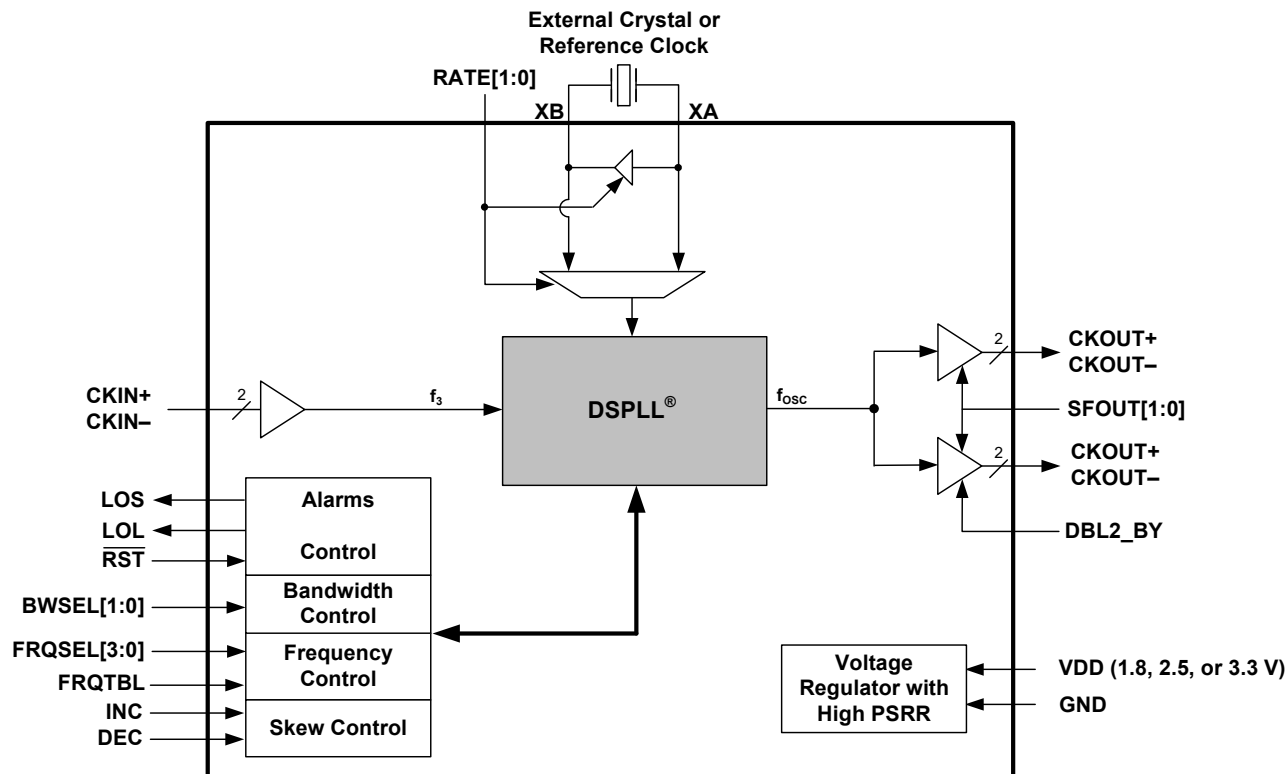 External Crystal or
Reference Clock
RATE[1:0]
XB
XA
CKIN+
CKIN–
2
f3
DSPLL®
fOSC
2
CKOUT+
CKOUT–
SFOUT[1:0]
2
CKOUT+
CKOUT–
DBL2_BY
LOS
LOL
RST
BWSEL[1:0]
FRQSEL[3:0]
FRQTBL
INC
DEC
Alarms
Control
Bandwidth
Control
Frequency
Control
Skew Control
Voltage
Regulator with
High PSRR
VDD (1.8, 2.5, or 3.3 V)
GND